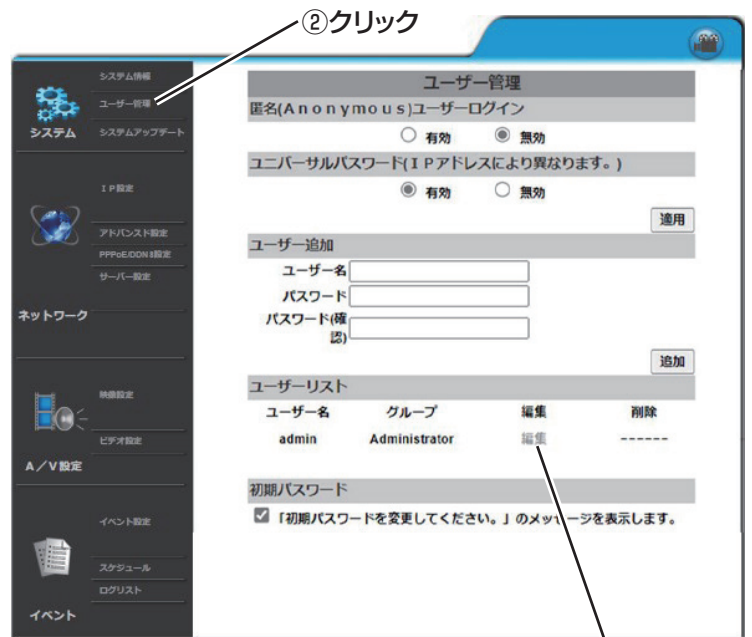 ②クリック
システム情報
ユーザー管理
システム
システムアップデート
IP設定
アドバンスド設定
PPPoE/DDNS設定
サーバー設定
ネットワーク
映像設定
ビデオ設定
A/V設定
イベント設定
スケジュール
ログリスト
イベント
ユーザー管理
匿名(Anonymous)ユーザーログイン
有効 無効
ユニバーサルパスワード(IPアドレスにより異なります。)
有効 無効
適用
ユーザー追加
ユーザー名
パスワード
パスワード(確
認)
追加
ユーザーリスト
ユーザー名 グループ 編集 削除
admin Administrator 編集 ------
初期パスワード
「初期パスワードを変更してください。」のメッセージを表示します。